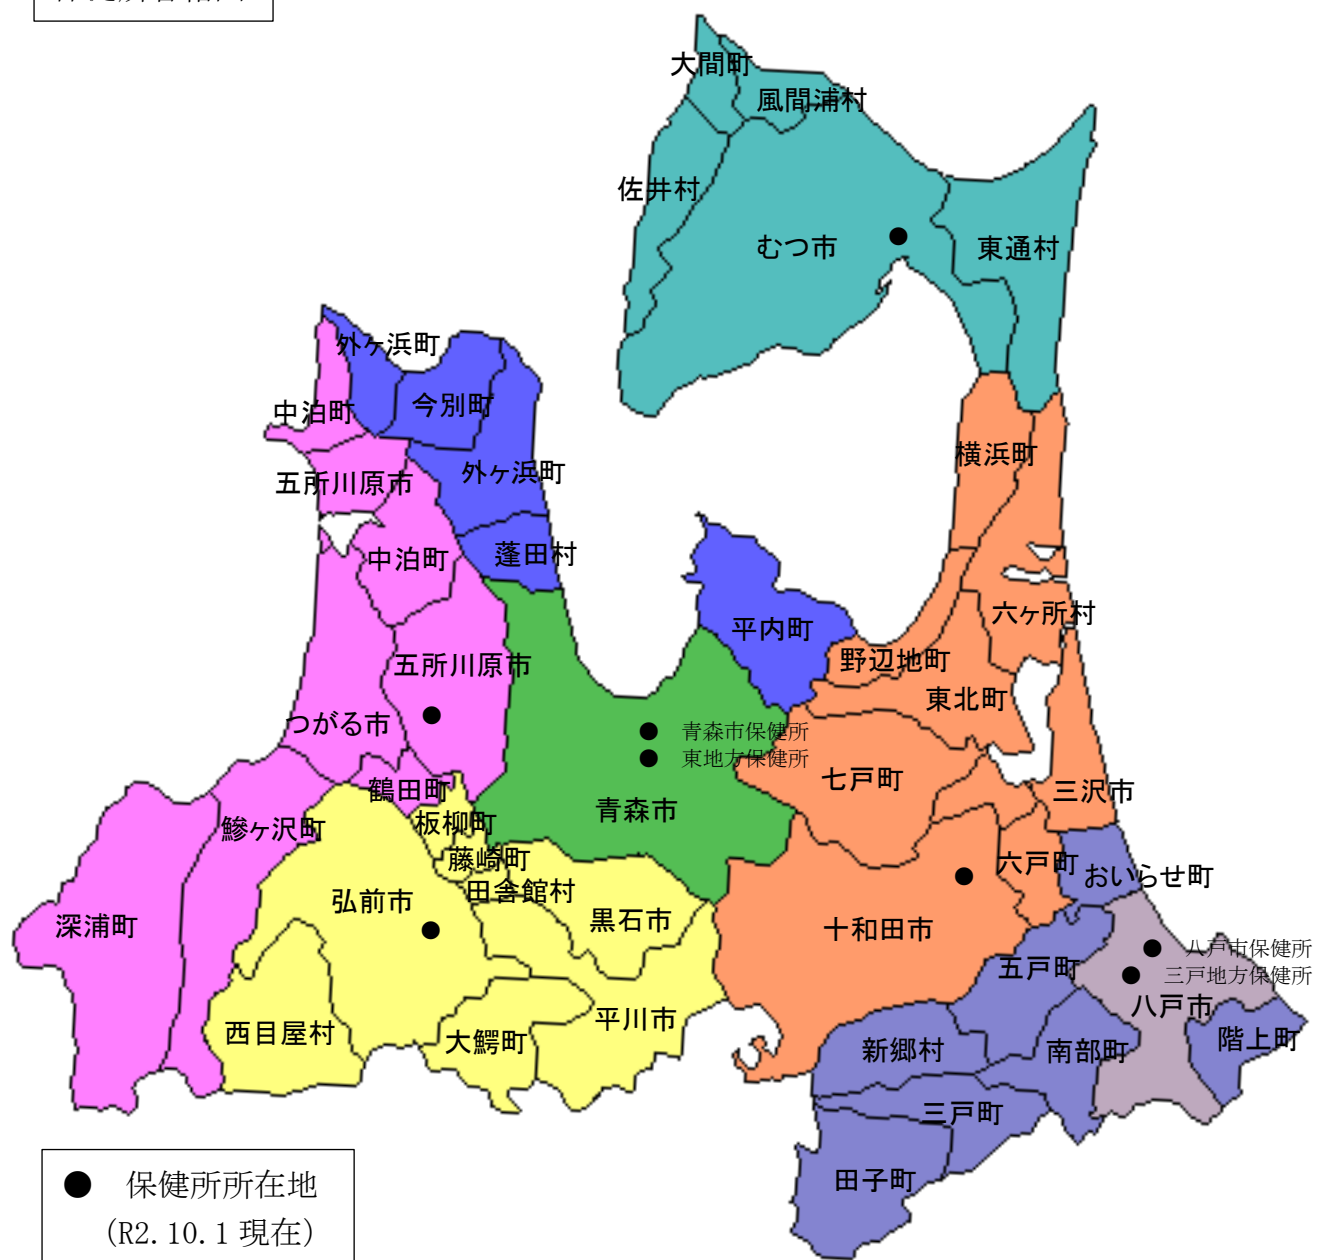 大間町
風間浦村
佐井村
むつ市
東通村
外ヶ浜町
中泊町
今別町
横浜町
五所川原市
外ヶ浜町
中泊町
蓬田村
六ヶ所村
平内町
五所川原市
野辺地町
東北町
つがる市
青森市保健所
東地方保健所
七戸町
鶴田町
三沢市
青森市
板柳町
鰺ヶ沢町
藤崎町
六戸町
おいらせ町
田舎館村
弘前市
黒石市
深浦町
十和田市
八戸市保健所
五戸町
三戸地方保健所
八戸市
平川市
西目屋村
大鰐町
新郷村
南部町
階上町
三戸町
田子町
● 保健所所在地
(R2.10.1 現在)